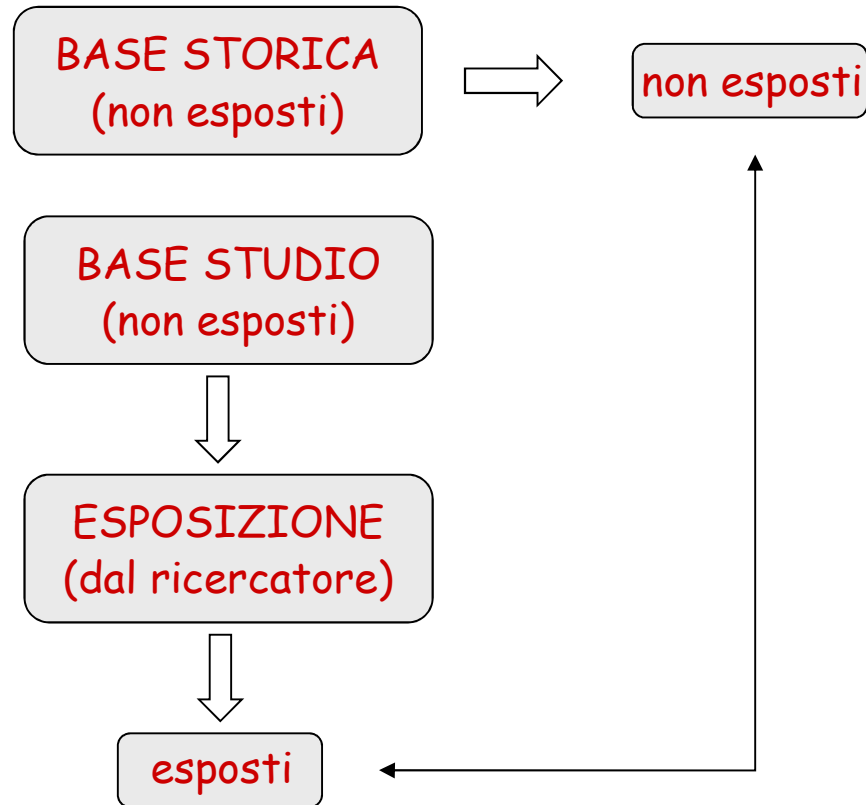 BASE STORICA
(non esposti)
non esposti
BASE STUDIO
(non esposti)
ESPOSIZIONE
(dal ricercatore)
esposti